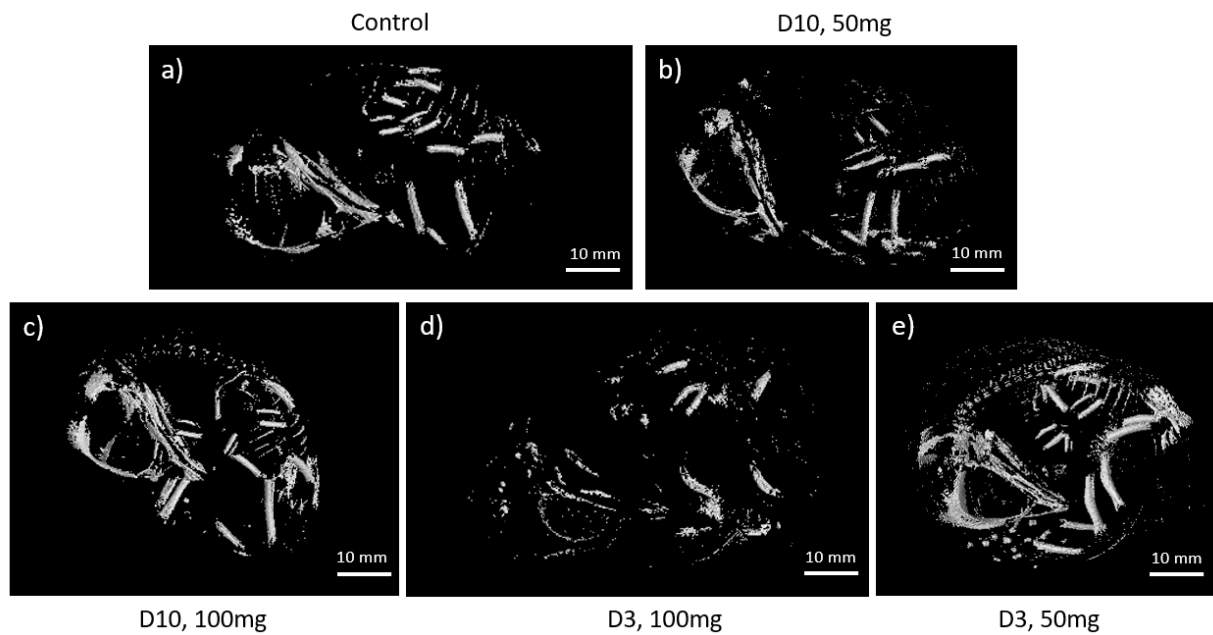 Control
D10, 50mg
a)
10 mm
b)
10 mm
c)
10 mm
d)
10 mm
e)
10 mm
D10, 100mg
D3, 100mg
D3, 50mg